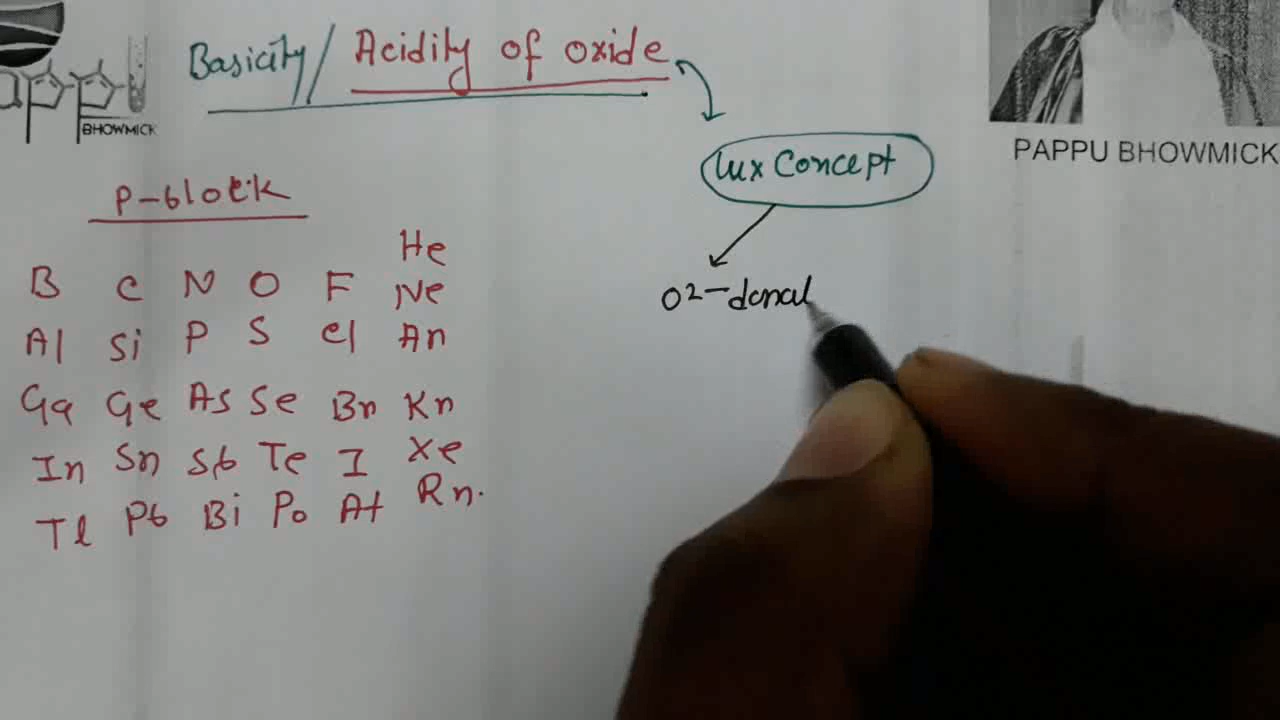 Basicity/ Acidity of oxide
BHOWMICK
PAPPU BHOWMICK
Lux Concept
P-block
He
B C N O F Ne
Al Si P S Cl Ar
Ga Ge As Se Br Kr
In Sn Sb Te I Xe
Tl Pb Bi Po At Rn.
O2- donat